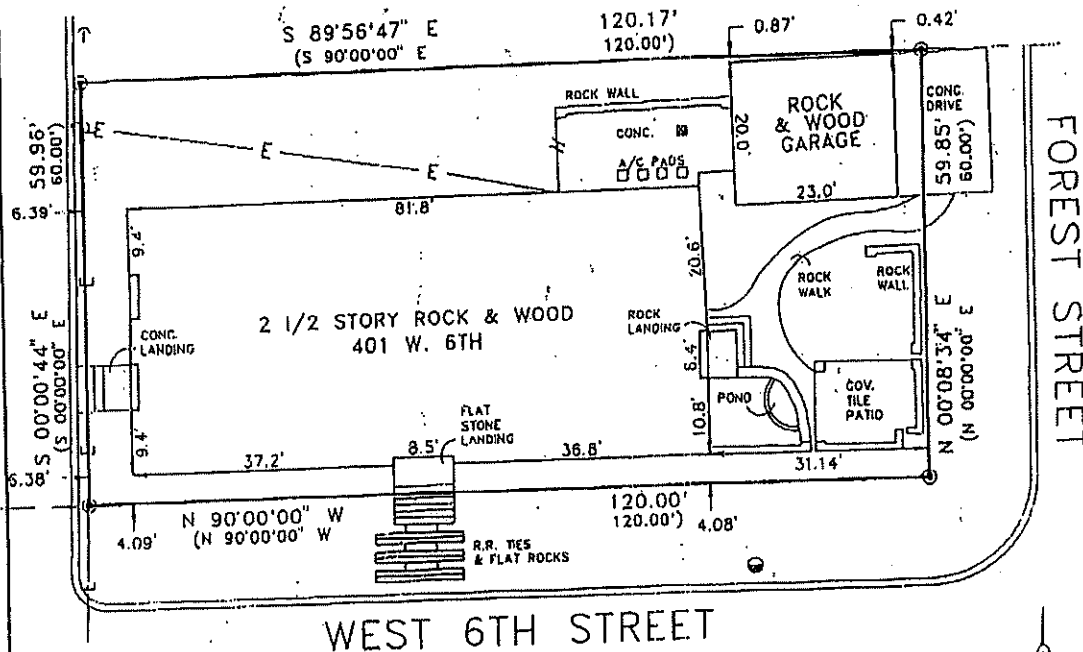 S 89°56'47" E
(S 90°00'00" E
120.17'
120.00')
0.87'
0.42'
ROCK WALL
CONC.
A/C PADS
20.0'
ROCK
& WOOD
GARAGE
23.0'
CONC.
DRIVE
59.85'
60.00')
FOREST STREET
59.96'
60.00')
E
E
E
6.39'
81.8'
9.4'
20.6'
ROCK
WALK
ROCK
WALL
2 1/2 STORY ROCK & WOOD
401 W. 6TH
CONC.
LANDING
ROCK
LANDING
6.4'
S 00°00'44" E
(S 00°00'00" E
N 00°08'34" E
(N 00°00'00" E
POND
COV.
TILE
PATIO
FLAT
STONE
LANDING
10.8'
9.4'
37.2'
8.5'
36.8'
31.14'
6.38'
N 90°00'00" W
(N 90°00'00" W
120.00'
120.00')
4.09'
4.08'
R.R. TIES
& FLAT ROCKS
WEST 6TH STREET